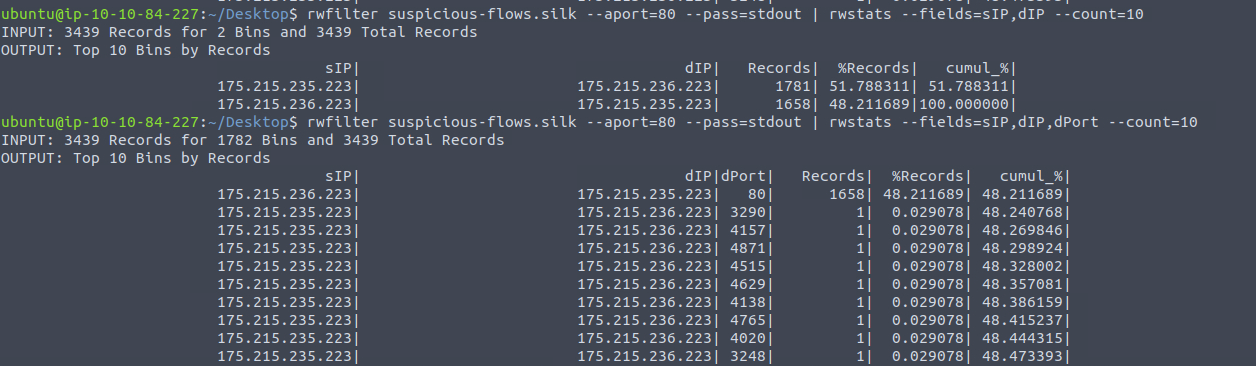 ubuntu@ip-10-10-84-227:~/Desktop$ rwfilter suspicious-flows.silk --aport=80 --pass=stdout | rwstats --fields=sIP,dIP --count=10
INPUT: 3439 Records for 2 Bins and 3439 Total Records
OUTPUT: Top 10 Bins by Records
sIP| dIP| Records| %Records| cumul_%|
175.215.235.223| 175.215.236.223| 1781| 51.788311| 51.788311|
175.215.236.223| 175.215.235.223| 1658| 48.211689|100.000000|
ubuntu@ip-10-10-84-227:~/Desktop$ rwfilter suspicious-flows.silk --aport=80 --pass=stdout | rwstats --fields=sIP,dIP,dPort --count=10
INPUT: 3439 Records for 1782 Bins and 3439 Total Records
OUTPUT: Top 10 Bins by Records
sIP| dIP|dPort| Records| %Records| cumul_%|
175.215.236.223| 175.215.235.223| 80| 1658| 48.211689| 48.211689|
175.215.235.223| 175.215.236.223| 3290| 1| 0.029078| 48.240768|
175.215.235.223| 175.215.236.223| 4157| 1| 0.029078| 48.269846|
175.215.235.223| 175.215.236.223| 4871| 1| 0.029078| 48.298924|
175.215.235.223| 175.215.236.223| 4515| 1| 0.029078| 48.328002|
175.215.235.223| 175.215.236.223| 4629| 1| 0.029078| 48.357081|
175.215.235.223| 175.215.236.223| 4138| 1| 0.029078| 48.386159|
175.215.235.223| 175.215.236.223| 4765| 1| 0.029078| 48.415237|
175.215.235.223| 175.215.236.223| 4020| 1| 0.029078| 48.444315|
175.215.235.223| 175.215.236.223| 3248| 1| 0.029078| 48.473393|